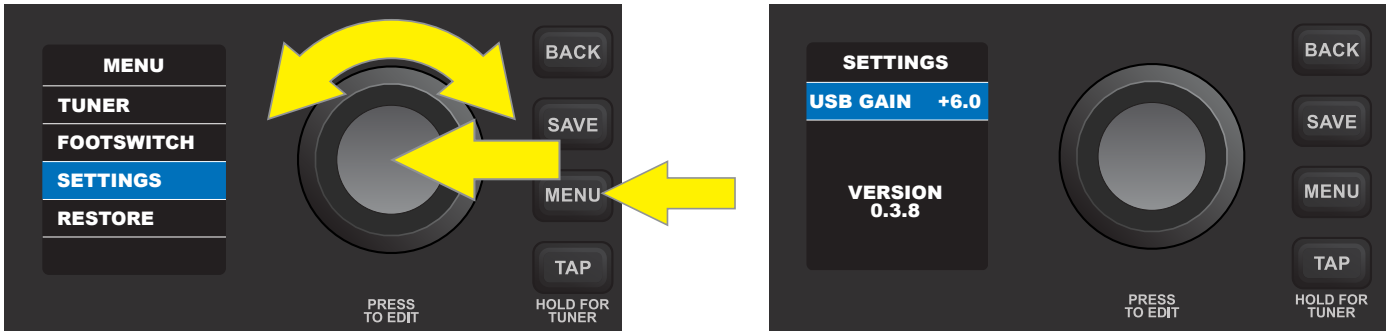 MENU
TUNER
FOOTSWITCH
SETTINGS
RESTORE
BACK
SAVE
MENU
TAP
PRESS
TO EDIT
HOLD FOR
TUNER
SETTINGS
USB GAIN +6.0
VERSION
0.3.8
BACK
SAVE
MENU
TAP
PRESS
TO EDIT
HOLD FOR
TUNER